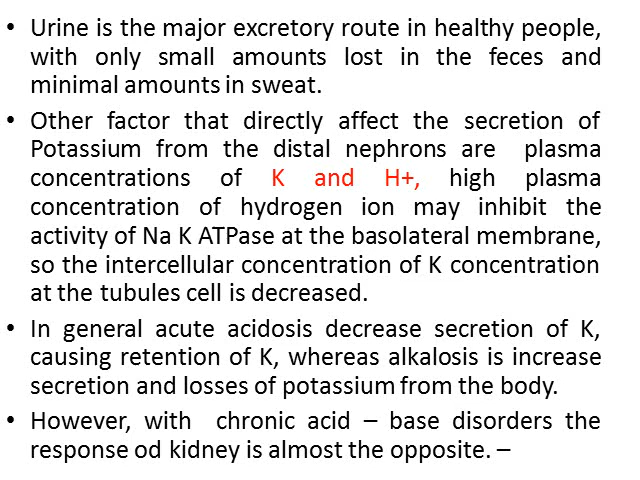 • Urine is the major excretory route in healthy people,
with only small amounts lost in the feces and
minimal amounts in sweat.
• Other factor that directly affect the secretion of
Potassium from the distal nephrons are plasma
concentrations of K and H+, high plasma
concentration of hydrogen ion may inhibit the
activity of Na K ATPase at the basolateral membrane,
so the intercellular concentration of K concentration
at the tubules cell is decreased.
• In general acute acidosis decrease secretion of K,
causing retention of K, whereas alkalosis is increase
secretion and losses of potassium from the body.
• However, with chronic acid – base disorders the
response od kidney is almost the opposite. –